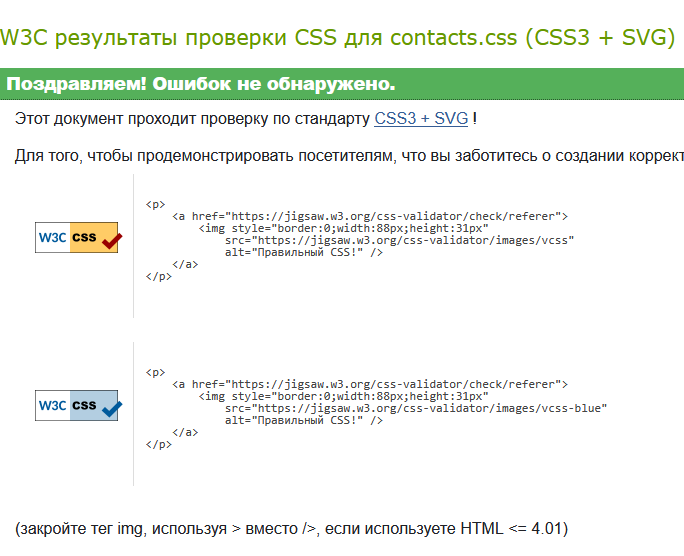 W3C результаты проверки CSS для contacts.css (CSS3 + SVG)
Поздравляем! Ошибок не обнаружено.
Этот документ проходит проверку по стандарту CSS3 + SVG !
Для того, чтобы продемонстрировать посетителям, что вы заботитесь о создании коррект
<p>
<a href="https://jigsaw.w3.org/css-validator/check/referer">
<img style="border:0;width:88px;height:31px"
src="https://jigsaw.w3.org/css-validator/images/vcss"
alt="Правильный CSS!" />
</a>
</p>
W3C css
<p>
<a href="https://jigsaw.w3.org/css-validator/check/referer">
<img style="border:0;width:88px;height:31px"
src="https://jigsaw.w3.org/css-validator/images/vcss-blue"
alt="Правильный CSS!" />
</a>
</p>
W3C css
(закройте тег img, используя > вместо />, если используете HTML <= 4.01)